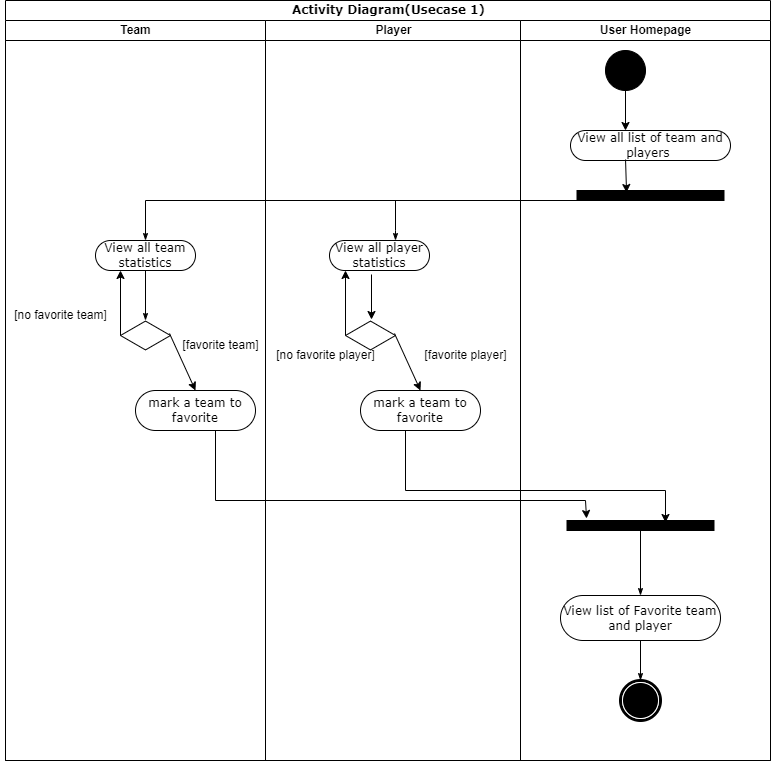 Activity Diagram(Usecase 1)
Team
Player
User Homepage
View all list of team and
players
View all team
statistics
View all player
statistics
[no favorite team]
[favorite team]
[no favorite player]
[favorite player]
mark a team to
favorite
mark a team to
favorite
View list of Favorite team
and player